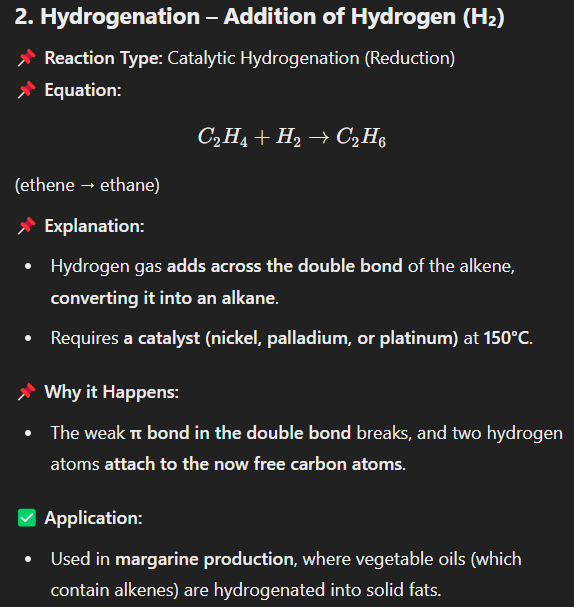 2. Hydrogenation – Addition of Hydrogen (H₂)
📌 Reaction Type: Catalytic Hydrogenation (Reduction)
📌 Equation:
C₂H₄ + H₂ → C₂H₆
(ethene → ethane)
📌 Explanation:
• Hydrogen gas adds across the double bond of the alkene,
converting it into an alkane.
• Requires a catalyst (nickel, palladium, or platinum) at 150°C.
📌 Why it Happens:
• The weak π bond in the double bond breaks, and two hydrogen
atoms attach to the now free carbon atoms.
✅ Application:
• Used in margarine production, where vegetable oils (which
contain alkenes) are hydrogenated into solid fats.